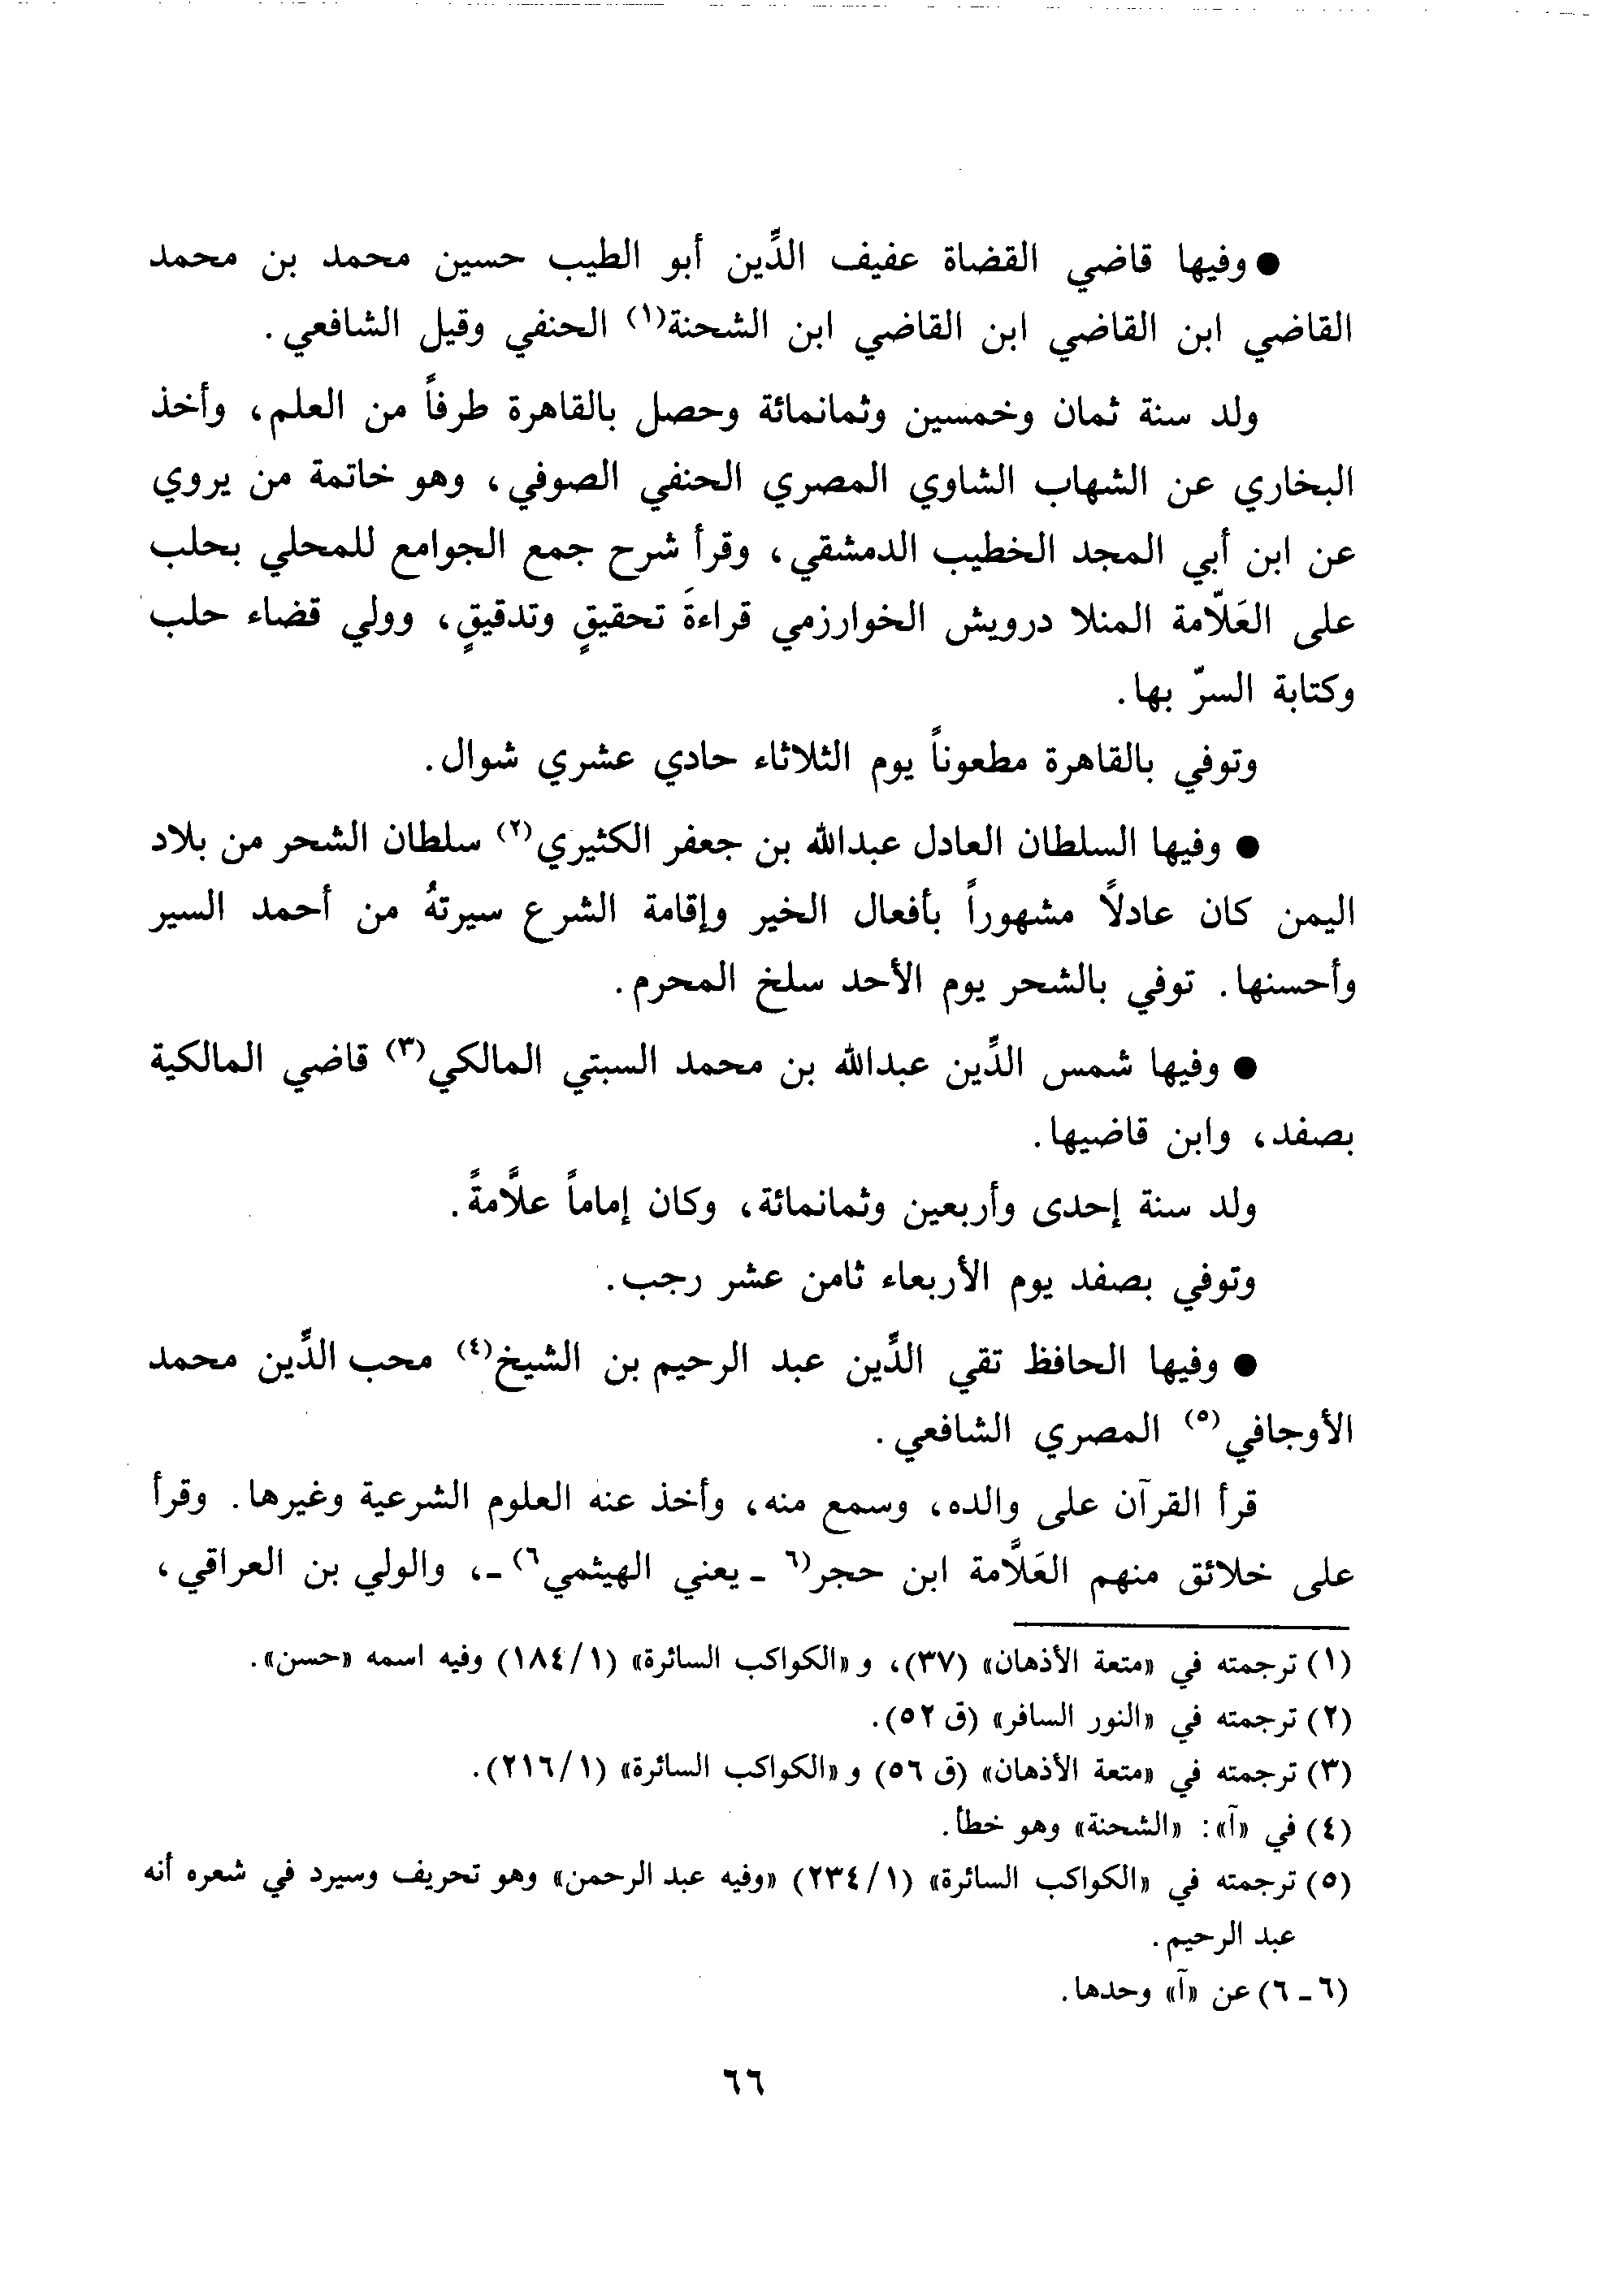 ● وفيها قاضي القضاة عفيف الدِّين أبو الطيب حسين محمد بن محمد
القاضي ابن القاضي ابن القاضي ابن الشحنة(١) الحنفي وقيل الشافعي.
ولد سنة ثمان وخمسين وثمانمائة وحصل بالقاهرة طرفاً من العلم، وأخذ
البخاري عن الشهاب الشاوي المصري الحنفي الصوفي، وهو خاتمة من يروي
عن ابن أبي المجد الخطيب الدمشقي، وقرأ شرح جمع الجوامع للمحلي بحلب
على العَلّامة المنلا درويش الخوارزمي قراءةَ تحقيقٍ وتدقيقٍ، وولي قضاء حلب
وكتابة السرّ بها.
وتوفي بالقاهرة مطعوناً يوم الثلاثاء حادي عشري شوال.
● وفيها السلطان العادل عبدالله بن جعفر الكثيري(٢) سلطان الشحر من بلاد
اليمن كان عادلاً مشهوراً بأفعال الخير وإقامة الشرع سيرتهُ من أحمد السير
وأحسنها. توفي بالشحر يوم الأحد سلخ المحرم.
● وفيها شمس الدِّين عبدالله بن محمد السبتي المالكي(٣) قاضي المالكية
بصفد، وابن قاضيها.
ولد سنة إحدى وأربعين وثمانمائة، وكان إماماً علَّامةً.
وتوفي بصفد يوم الأربعاء ثامن عشر رجب.
● وفيها الحافظ تقي الدِّين عبد الرحيم بن الشيخ(٤) محب الدِّين محمد
الأوجافي(٥) المصري الشافعي.
قرأ القرآن على والده، وسمع منه، وأخذ عنه العلوم الشرعية وغيرها. وقرأ
على خلائق منهم العَلَّامة ابن حجر(٦ ـ يعني الهيثمي٦) ـ، والولي بن العراقي،
(١) ترجمته في «متعة الأذهان» (٣٧)، و «الكواكب السائرة» (١/١٨٤) وفيه اسمه «حسن».
(٢) ترجمته في «النور السافر» (ق ٥٢).
(٣) ترجمته في «متعة الأذهان» (ق ٥٦) و «الكواكب السائرة» (١/٢١٦).
(٤) في «آ»: «الشحنة» وهو خطأ.
(٥) ترجمته في «الكواكب السائرة» (١/٢٣٤) «وفيه عبد الرحمن» وهو تحريف وسيرد في شعره أنه
عبد الرحيم.
(٦ ـ ٦) عن «آ» وحدها.
٦٦